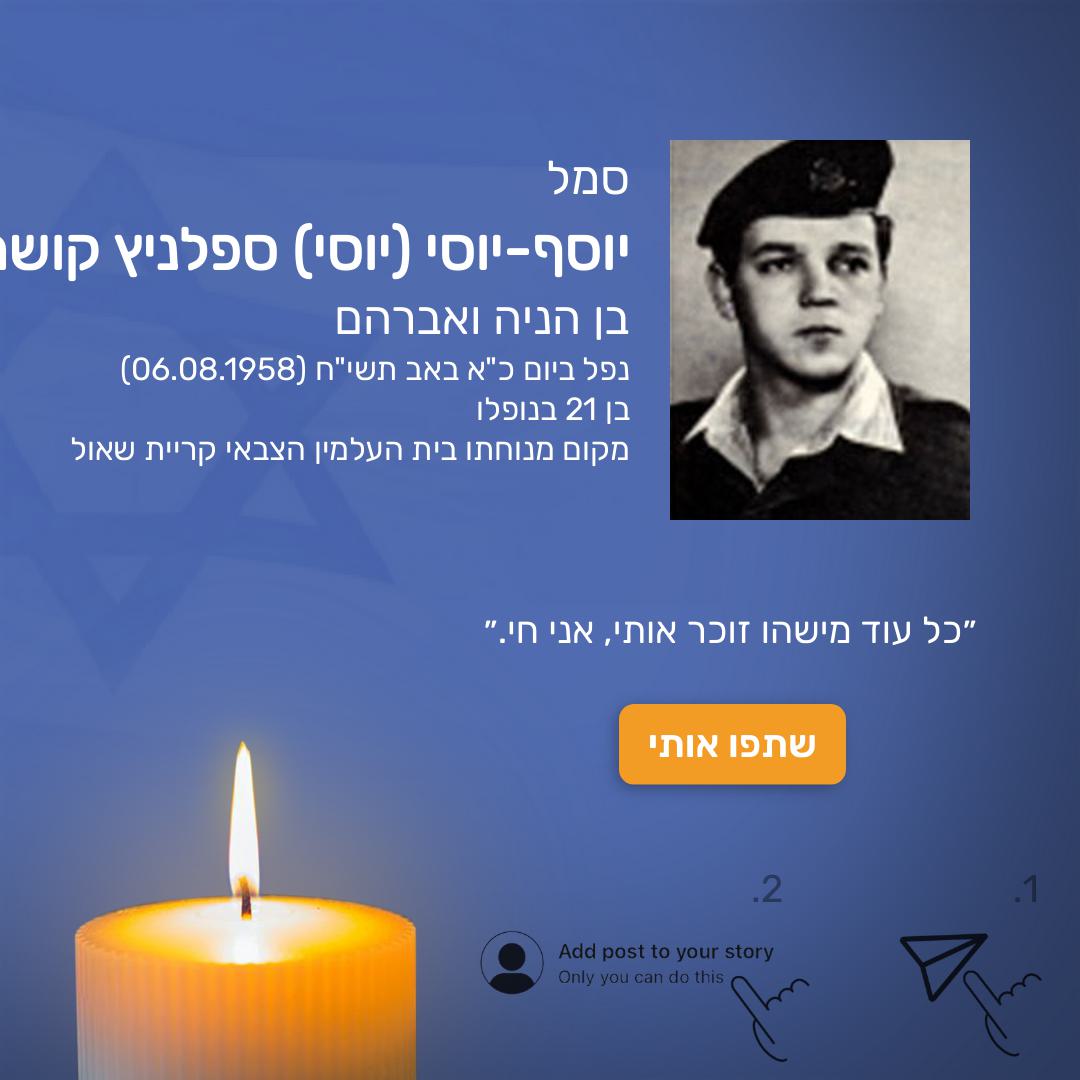 סמל
יוסף-יוסי (יוסי) ספלניץ
בן הניה ואברהם
נפל ביום כ"א באב תשי"ח (06.08.1958)
בן 21 בנופלו
מקום מנוחתו בית העלמין הצבאי קריית שאול
״כל עוד מישהו זוכר אותי, אני חי.״
שתפו אותי
1.
2.
Add post to your story
Only you can do this